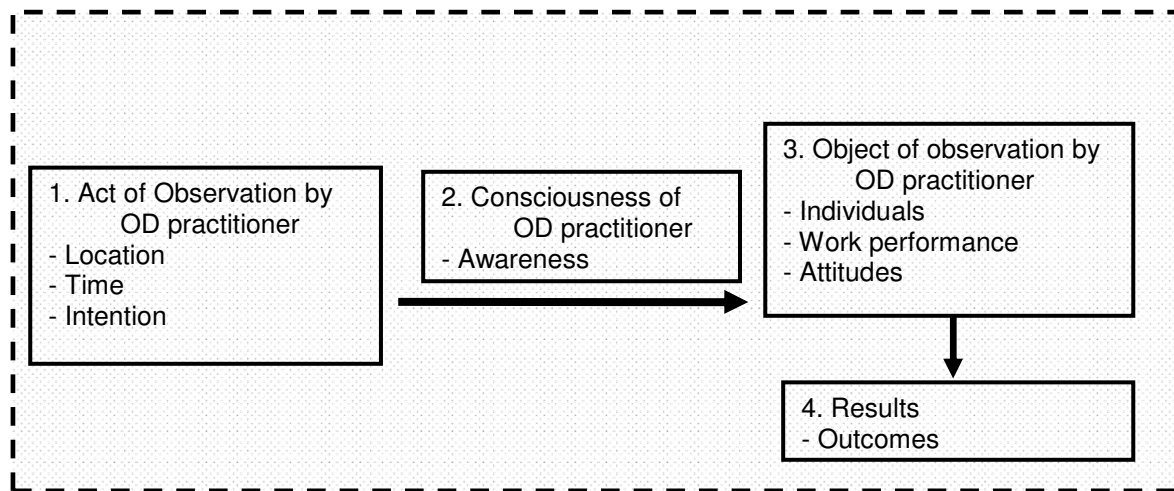 1. Act of Observation by
OD practitioner
- Location
- Time
- Intention
2. Consciousness of
OD practitioner
- Awareness
3. Object of observation by
OD practitioner
- Individuals
- Work performance
- Attitudes
4. Results
- Outcomes